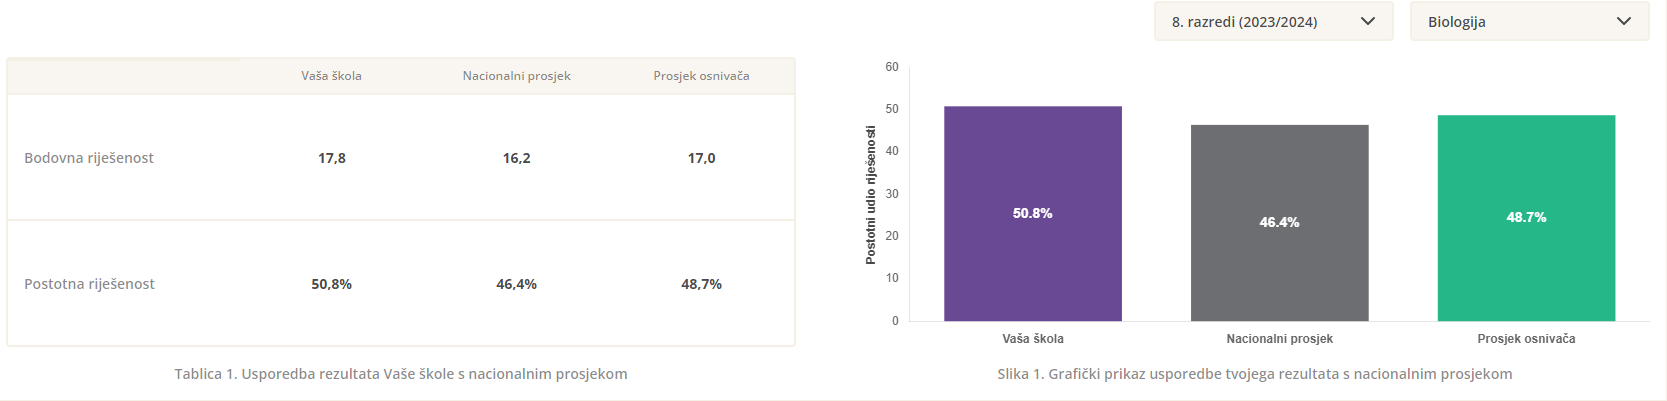 8. razredi (2023/2024) Biologija
Vaša škola Nacionalni prosjek Prosjek osnivača
Bodovna riješenost 17,8 16,2 17,0
Postotna riješenost 50,8% 46,4% 48,7%
Tablica 1. Usporedba rezultata Vaše škole s nacionalnim prosjekom
Postotni udio riješenosti
60
50
40
30
20
10
0
50.8% 46.4% 48.7%
Vaša škola Nacionalni prosjek Prosjek osnivača
Slika 1. Grafički prikaz usporedbe tvojega rezultata s nacionalnim prosjekom